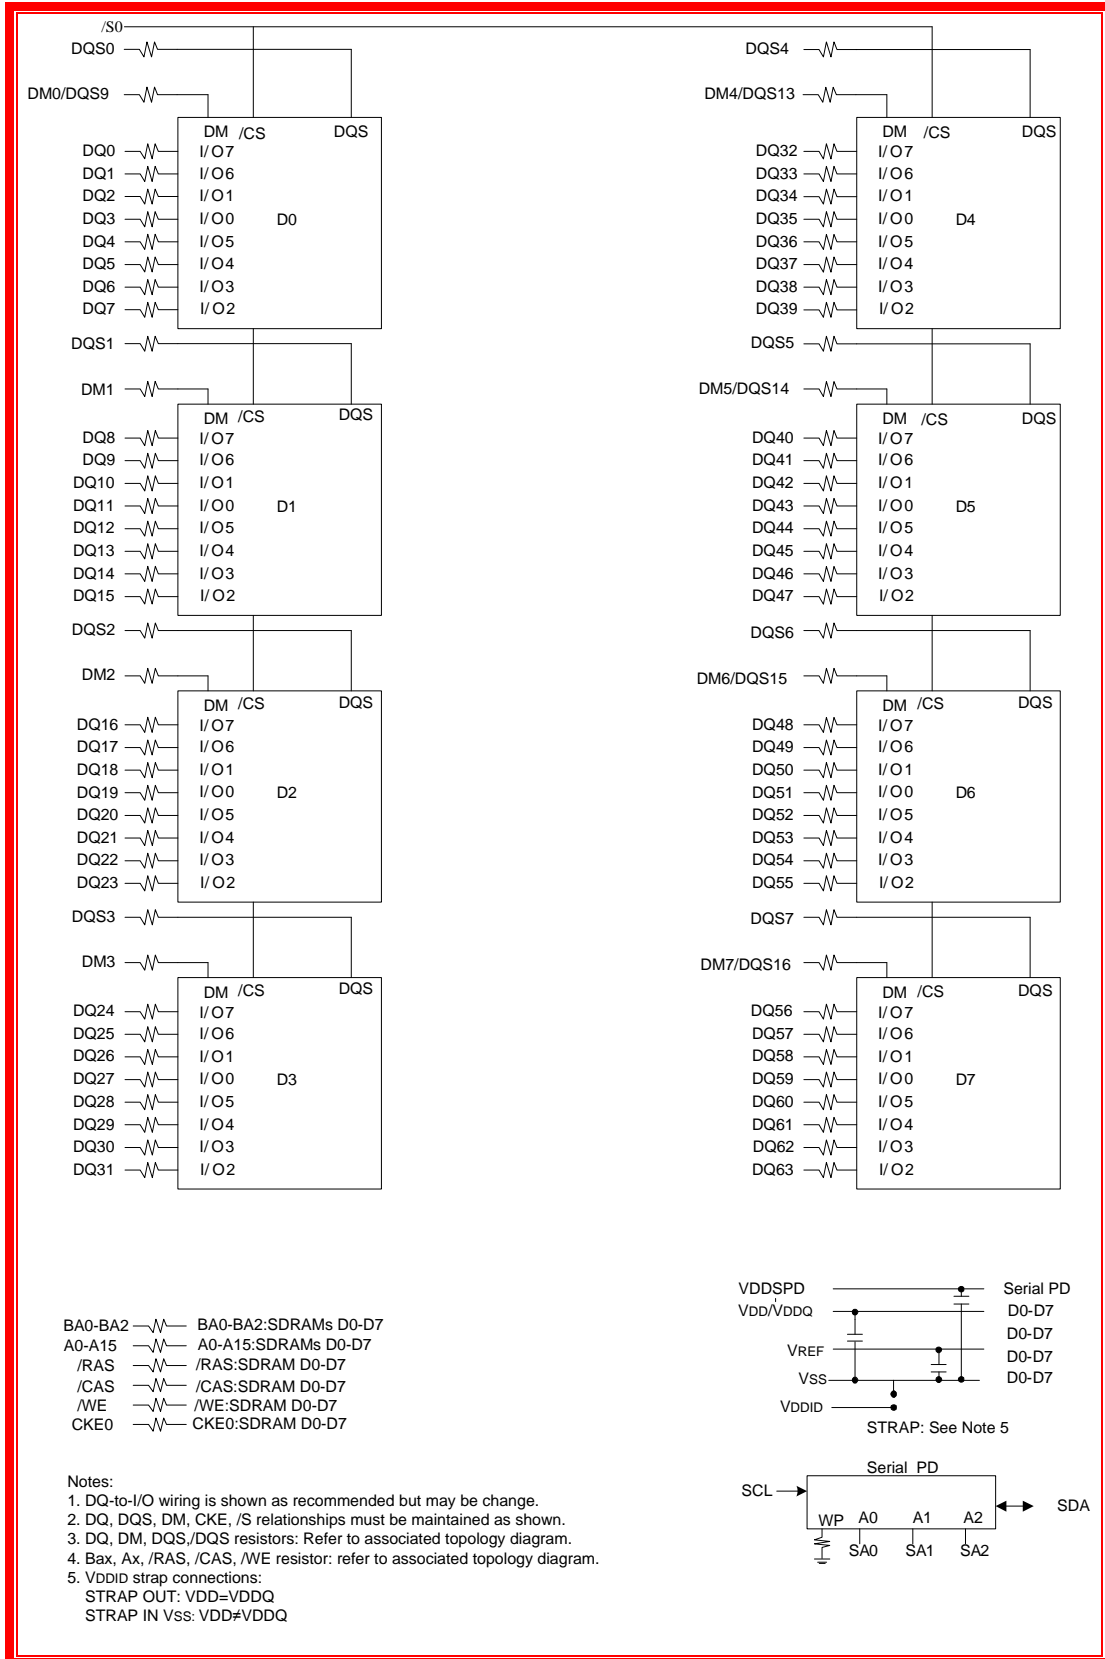 /S0
DQS0
DM0/DQS9
DM /CS DQS
DQ0 I/O7
DQ1 I/O6
DQ2 I/O1
DQ3 I/O0 D0
DQ4 I/O5
DQ5 I/O4
DQ6 I/O3
DQ7 I/O2
DQS1
DM1
DM /CS DQS
DQ8 I/O7
DQ9 I/O6
DQ10 I/O1
DQ11 I/O0 D1
DQ12 I/O5
DQ13 I/O4
DQ14 I/O3
DQ15 I/O2
DQS2
DM2
DM /CS DQS
DQ16 I/O7
DQ17 I/O6
DQ18 I/O1
DQ19 I/O0 D2
DQ20 I/O5
DQ21 I/O4
DQ22 I/O3
DQ23 I/O2
DQS3
DM3
DM /CS DQS
DQ24 I/O7
DQ25 I/O6
DQ26 I/O1
DQ27 I/O0 D3
DQ28 I/O5
DQ29 I/O4
DQ30 I/O3
DQ31 I/O2
DQS4
DM4/DQS13
DM /CS DQS
DQ32 I/O7
DQ33 I/O6
DQ34 I/O1
DQ35 I/O0 D4
DQ36 I/O5
DQ37 I/O4
DQ38 I/O3
DQ39 I/O2
DQS5
DM5/DQS14
DM /CS DQS
DQ40 I/O7
DQ41 I/O6
DQ42 I/O1
DQ43 I/O0 D5
DQ44 I/O5
DQ45 I/O4
DQ46 I/O3
DQ47 I/O2
DQS6
DM6/DQS15
DM /CS DQS
DQ48 I/O7
DQ49 I/O6
DQ50 I/O1
DQ51 I/O0 D6
DQ52 I/O5
DQ53 I/O4
DQ54 I/O3
DQ55 I/O2
DQS7
DM7/DQS16
DM /CS DQS
DQ56 I/O7
DQ57 I/O6
DQ58 I/O1
DQ59 I/O0 D7
DQ60 I/O5
DQ61 I/O4
DQ62 I/O3
DQ63 I/O2
BA0-BA2 BA0-BA2:SDRAMs D0-D7
A0-A15 A0-A15:SDRAMs D0-D7
/RAS /RAS:SDRAM D0-D7
/CAS /CAS:SDRAM D0-D7
/WE /WE:SDRAM D0-D7
CKE0 CKE0:SDRAM D0-D7
VDDSPD Serial PD
VDD/VDDQ D0-D7
D0-D7
VREF D0-D7
VSS D0-D7
VDDID
STRAP: See Note 5
Serial PD
SCL SDA
WP A0 A1 A2
SA0 SA1 SA2
Notes:
1. DQ-to-I/O wiring is shown as recommended but may be change.
2. DQ, DQS, DM, CKE, /S relationships must be maintained as shown.
3. DQ, DM, DQS,/DQS resistors: Refer to associated topology diagram.
4. Bax, Ax, /RAS, /CAS, /WE resistor: refer to associated topology diagram.
5. VDDID strap connections:
STRAP OUT: VDD=VDDQ
STRAP IN VSS: VDD≠VDDQ